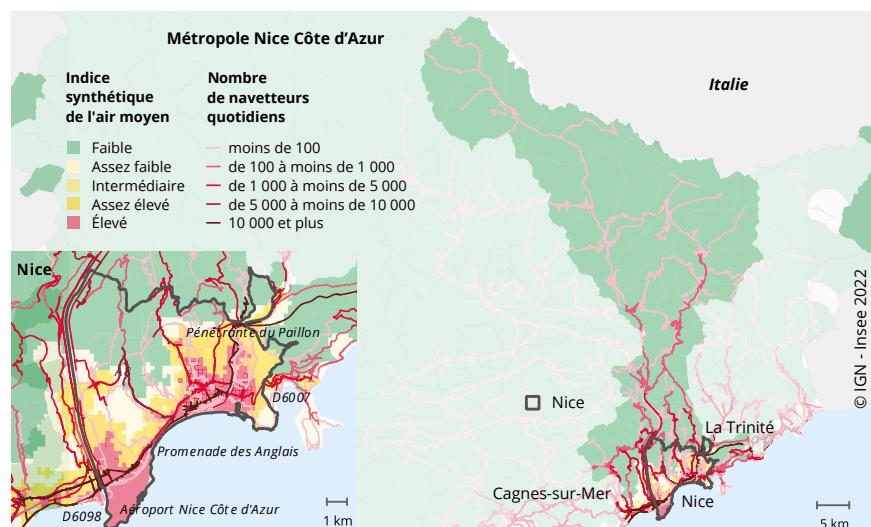 Métropole Nice Côte d'Azur
Indice
synthétique
de l'air moyen
Faible
Assez faible
Intermédiaire
Assez élevé
Élevé
Nombre
de navetteurs
quotidiens
moins de 100
de 100 à moins de 1 000
de 1 000 à moins de 5 000
de 5 000 à moins de 10 000
10 000 et plus
Italie
Nice
Pénétrante du Paillon
D6007
Promenade des Anglais
Aéroport Nice Côte d'Azur
D6098
1 km
Nice
La Trinité
Cagnes-sur-Mer
Nice
5 km
© IGN - Insee 2022